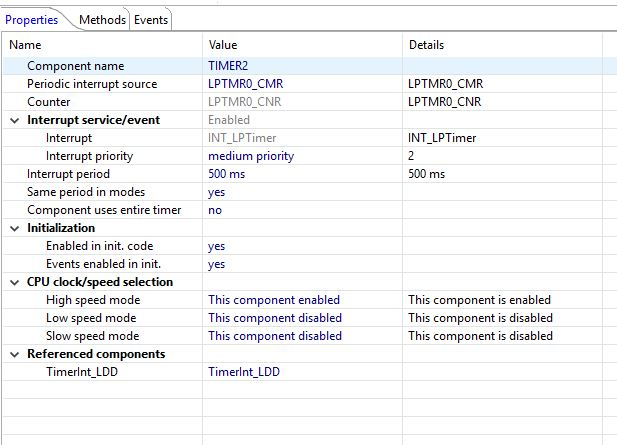 Properties Methods Events
Name Value Details
Component name TIMER2
Periodic interrupt source LPTMR0_CMR LPTMR0_CMR
Counter LPTMR0_CNR LPTMR0_CNR
Interrupt service/event Enabled
Interrupt INT_LPTimer INT_LPTimer
Interrupt priority medium priority 2
Interrupt period 500 ms 500 ms
Same period in modes yes
Component uses entire timer no
Initialization
Enabled in init. code yes
Events enabled in init. yes
CPU clock/speed selection
High speed mode This component enabled This component is enabled
Low speed mode This component disabled This component is disabled
Slow speed mode This component disabled This component is disabled
Referenced components
TimerInt_LDD TimerInt_LDD